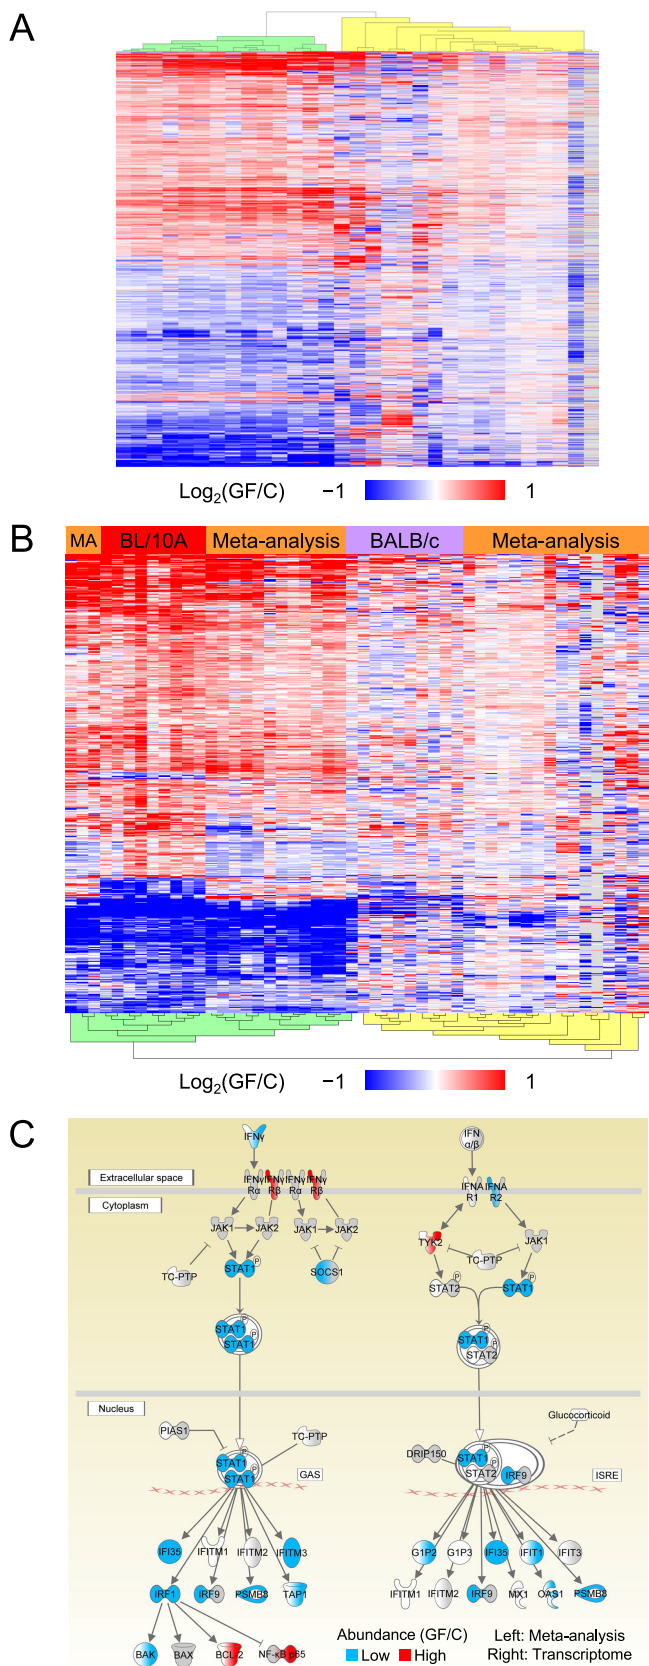 A
Log2(GF/C) −1 1
B
MA BL/10A Meta-analysis BALB/c Meta-analysis
Log2(GF/C) −1 1
C
IFNγ
IFN
α/β
Extracellular space
IFNγ IFNγ IFNγ IFNγ
Rα Rβ Rα Rβ
IFNA IFNA
R1 R2
Cytoplasm
JAK1 JAK2 JAK1 JAK2
TYK2 JAK1
TC-PTP STAT1 P SOCS1
TC-PTP
STAT2 P STAT1 P
STAT1 P
STAT1
STAT1 P
STAT2
Nucleus
Glucocorticoid
PIAS1 TC-PTP
DRIP150
STAT1 P
STAT1
GAS
STAT1 P
STAT2
IRF9
ISRE
IFI35 IFITM1 IFITM2 IFITM3
G1P2 G1P3 IFI35 IFIT1 IFIT3
IRF1 IRF9 PSMB8 TAP1
IFITM1 IFITM2 IRF9 MX1 OAS1 PSMB8
BAK BAX BCL-2 NF-κB p65
Abundance (GF/C) Left: Meta-analysis
Low High Right: Transcriptome